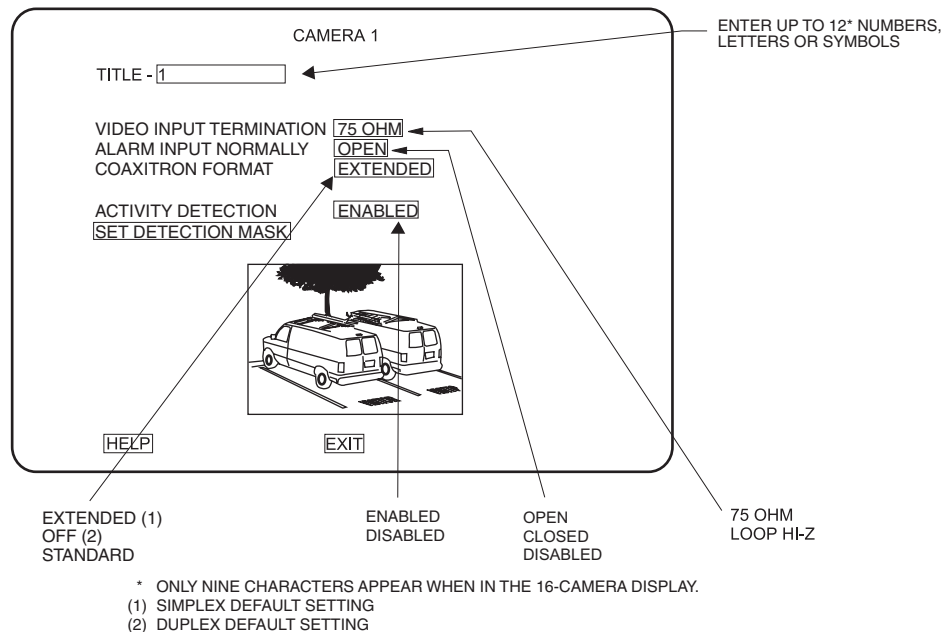 CAMERA 1
ENTER UP TO 12* NUMBERS,
LETTERS OR SYMBOLS
TITLE - 1
VIDEO INPUT TERMINATION 75 OHM
ALARM INPUT NORMALLY OPEN
COAXITRON FORMAT EXTENDED
ACTIVITY DETECTION ENABLED
SET DETECTION MASK
HELP EXIT
EXTENDED (1)
OFF (2)
STANDARD
ENABLED
DISABLED
OPEN
CLOSED
DISABLED
75 OHM
LOOP HI-Z
* ONLY NINE CHARACTERS APPEAR WHEN IN THE 16-CAMERA DISPLAY.
(1) SIMPLEX DEFAULT SETTING
(2) DUPLEX DEFAULT SETTING